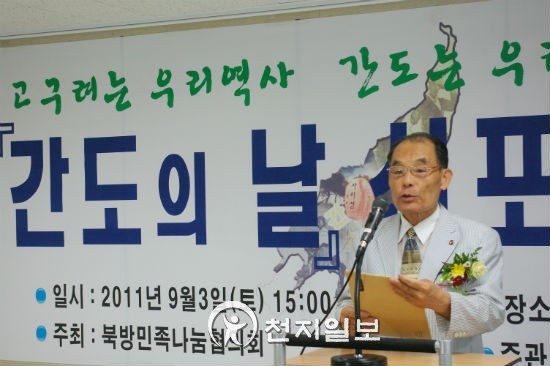 고구려는 우리역사 간도는 우리
『간도의 날』 선포
일시 : 2011년 9월3일(토) 15:00
장소
주최 : 북방민족나눔협의회
주관
천지일보